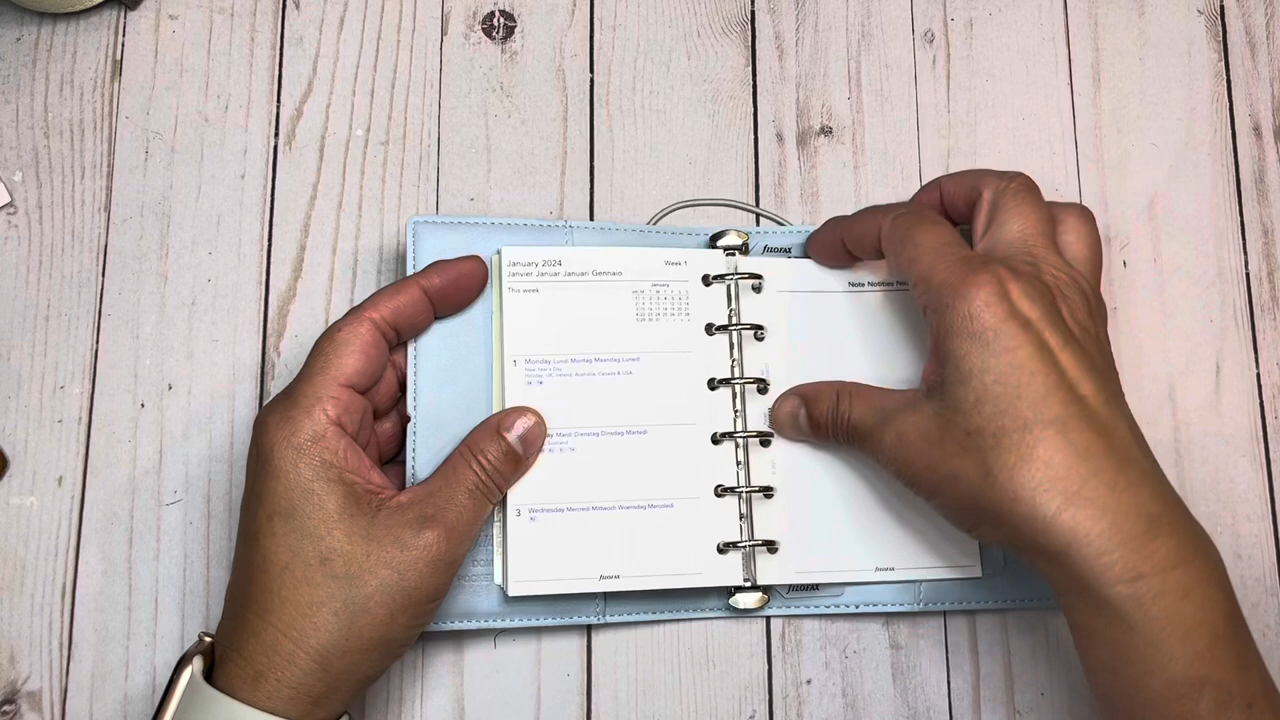 January 2024
Week 1
Janvier Januar Januari Gennaio
This week
January
1 Monday Lundi Montag Maandag Lunedì
New Year's Day
Holiday, UK, Ireland, Australia, Canada & USA
Mardi Dienstag Dinsdag Martedì
Scotland
3 Wednesday Mercredi Mittwoch Woensdag Mercoledì
filofax
filofax
Note Notities
filofax
filofax
POCKET